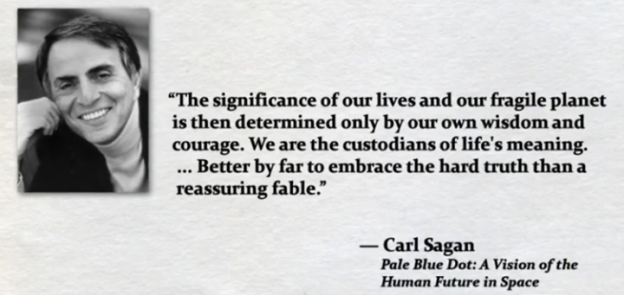 “The significance of our lives and our fragile planet
is then determined only by our own wisdom and
courage. We are the custodians of life's meaning.
... Better by far to embrace the hard truth than a
reassuring fable.”
— Carl Sagan
Pale Blue Dot: A Vision of the
Human Future in Space